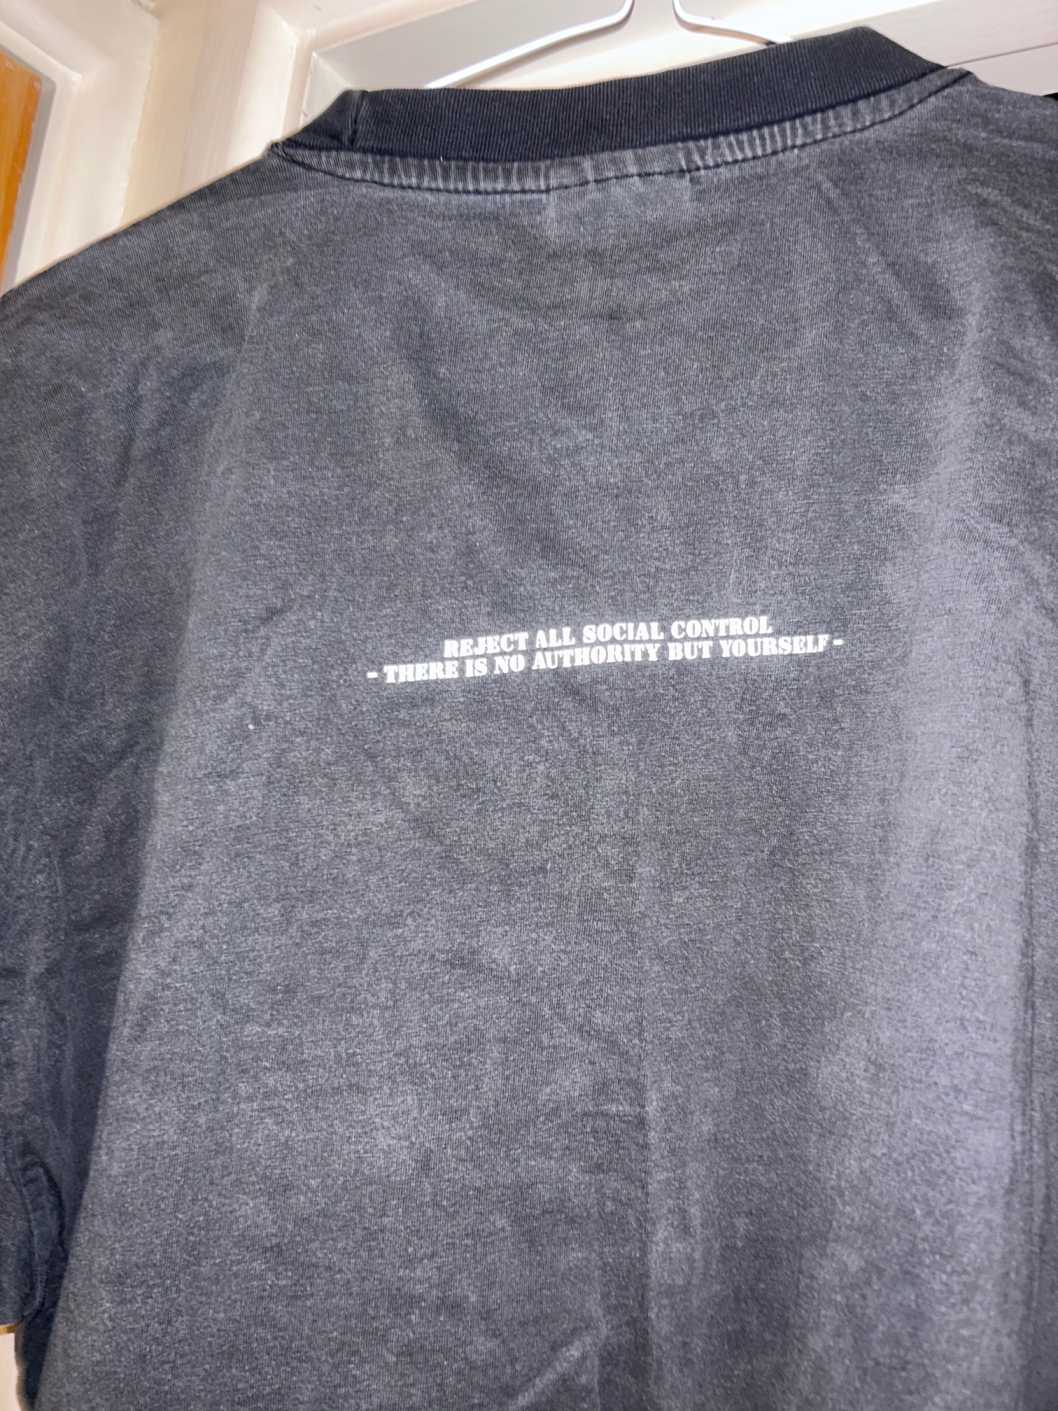 REJECT ALL SOCIAL CONTROL
- THERE IS NO AUTHORITY BUT YOURSELF -